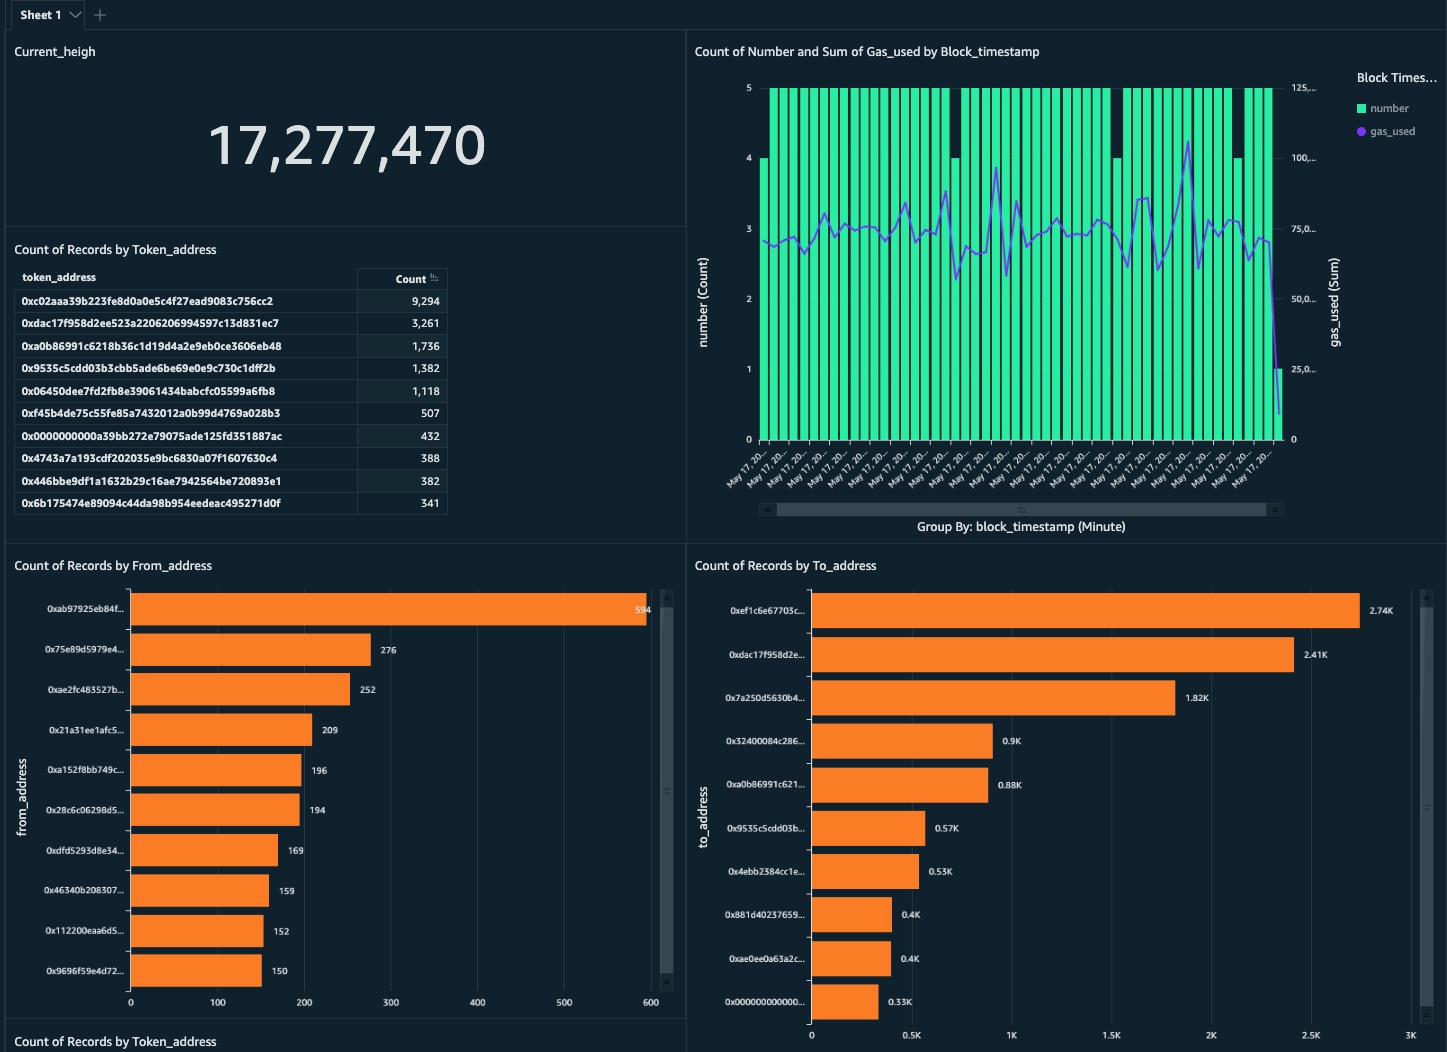 Sheet 1
Current_heigh
17,277,470
Count of Records by Token_address
token_address Count
0xc02aaa39b223fe8d0a0e5c4f27ead9083c756cc2 9,294
0xdac17f958d2ee523a2206206994597c13d831ec7 3,261
0xa0b86991c6218b36c1d19d4a2e9eb0ce3606eb48 1,736
0x9535c5cdd03b3cbb5ade6be69e0e9c730c1dff2b 1,382
0x06450dee7fd2fb8e39061434babcfc05599a6fb8 1,118
0xf45b4de75c55fe85a7432012a0b99d4769a028b3 507
0x0000000000a39bb272e79075ade125fd351887ac 432
0x4743a7a193cdf202035e9bc6830a07f1607630c4 388
0x446bbe9df1a1632b29c16ae7942564be720893e1 382
0x6b175474e89094c44da98b954eedeac495271d0f 341
Count of Number and Sum of Gas_used by Block_timestamp
Block Times...
number
gas_used
number (Count)
5
4
3
2
1
0
125,...
100,...
75,0...
50,0...
25,0...
0
gas_used (Sum)
May 17, 20... May 17, 20... May 17, 20... May 17, 20... May 17, 20... May 17, 20... May 17, 20... May 17, 20... May 17, 20... May 17, 20... May 17, 20... May 17, 20... May 17, 20... May 17, 20... May 17, 20... May 17, 20... May 17, 20... May 17, 20... May 17, 20... May 17, 20... May 17, 20... May 17, 20... May 17, 20... May 17, 20... May 17, 20... May 17, 20...
Group By: block_timestamp (Minute)
Count of Records by From_address
from_address
0xab97925eb84f... 594
0x75e89d5979e4... 276
0xae2fc483527b... 252
0x21a31ee1afc5... 209
0xa152f8bb749c... 196
0x28c6c06298d5... 194
0xdfd5293d8e34... 169
0x46340b208307... 159
0x112200eaa6d5... 152
0x9696f59e4d72... 150
0 100 200 300 400 500 600
Count of Records by To_address
to_address
0xef1c6e67703c... 2.74K
0xdac17f958d2e... 2.41K
0x7a250d5630b4... 1.82K
0x32400084c286... 0.9K
0xa0b86991c621... 0.88K
0x9535c5cdd03b... 0.57K
0x4ebb2384cc1e... 0.53K
0x881d40237659... 0.4K
0xae0ee0a63a2c... 0.4K
0x000000000000... 0.33K
0 0.5K 1K 1.5K 2K 2.5K 3K
Count of Records by Token_address